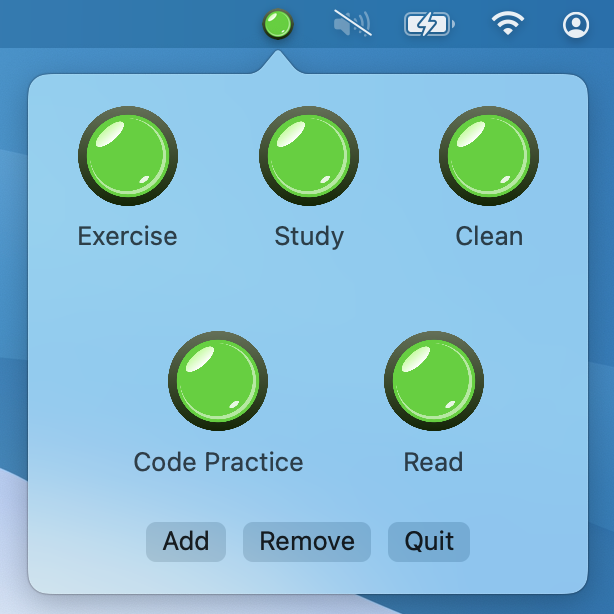 Exercise
Study
Clean
Code Practice
Read
Add
Remove
Quit